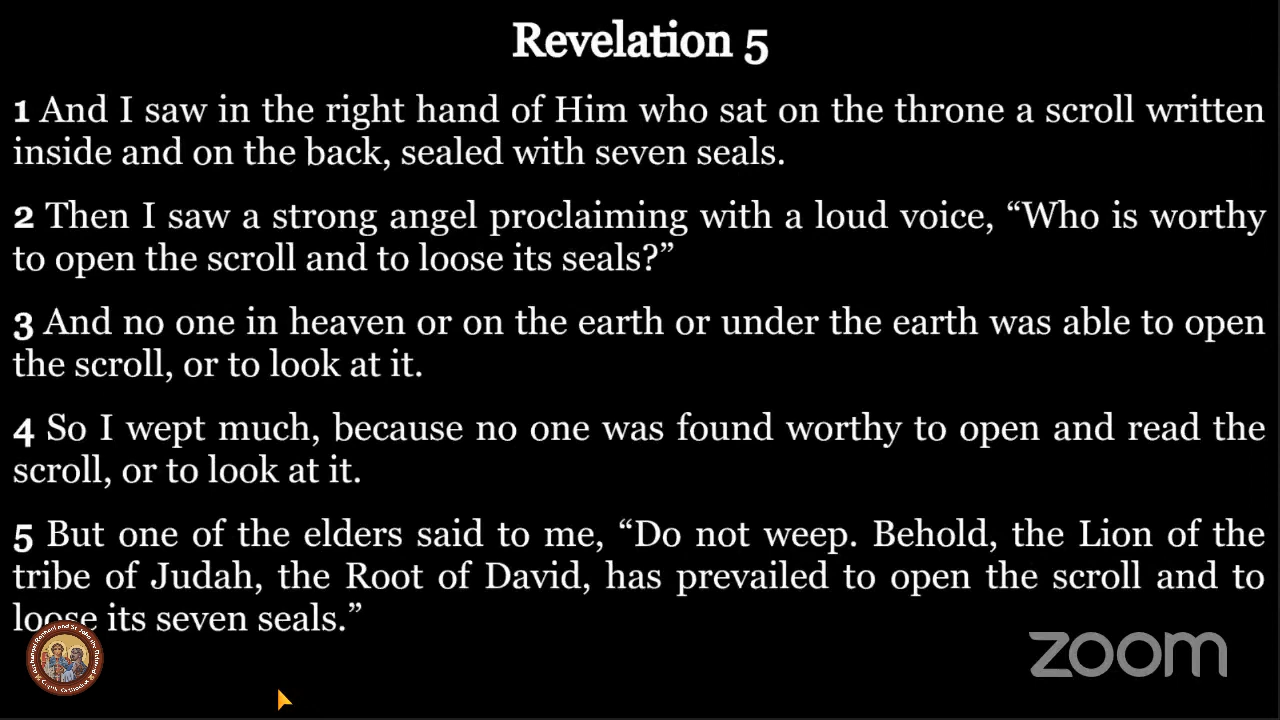 Revelation 5
1 And I saw in the right hand of Him who sat on the throne a scroll written
inside and on the back, sealed with seven seals.
2 Then I saw a strong angel proclaiming with a loud voice, “Who is worthy
to open the scroll and to loose its seals?”
3 And no one in heaven or on the earth or under the earth was able to open
the scroll, or to look at it.
4 So I wept much, because no one was found worthy to open and read the
scroll, or to look at it.
5 But one of the elders said to me, “Do not weep. Behold, the Lion of the
tribe of Judah, the Root of David, has prevailed to open the scroll and to
loose its seven seals.”
zoom